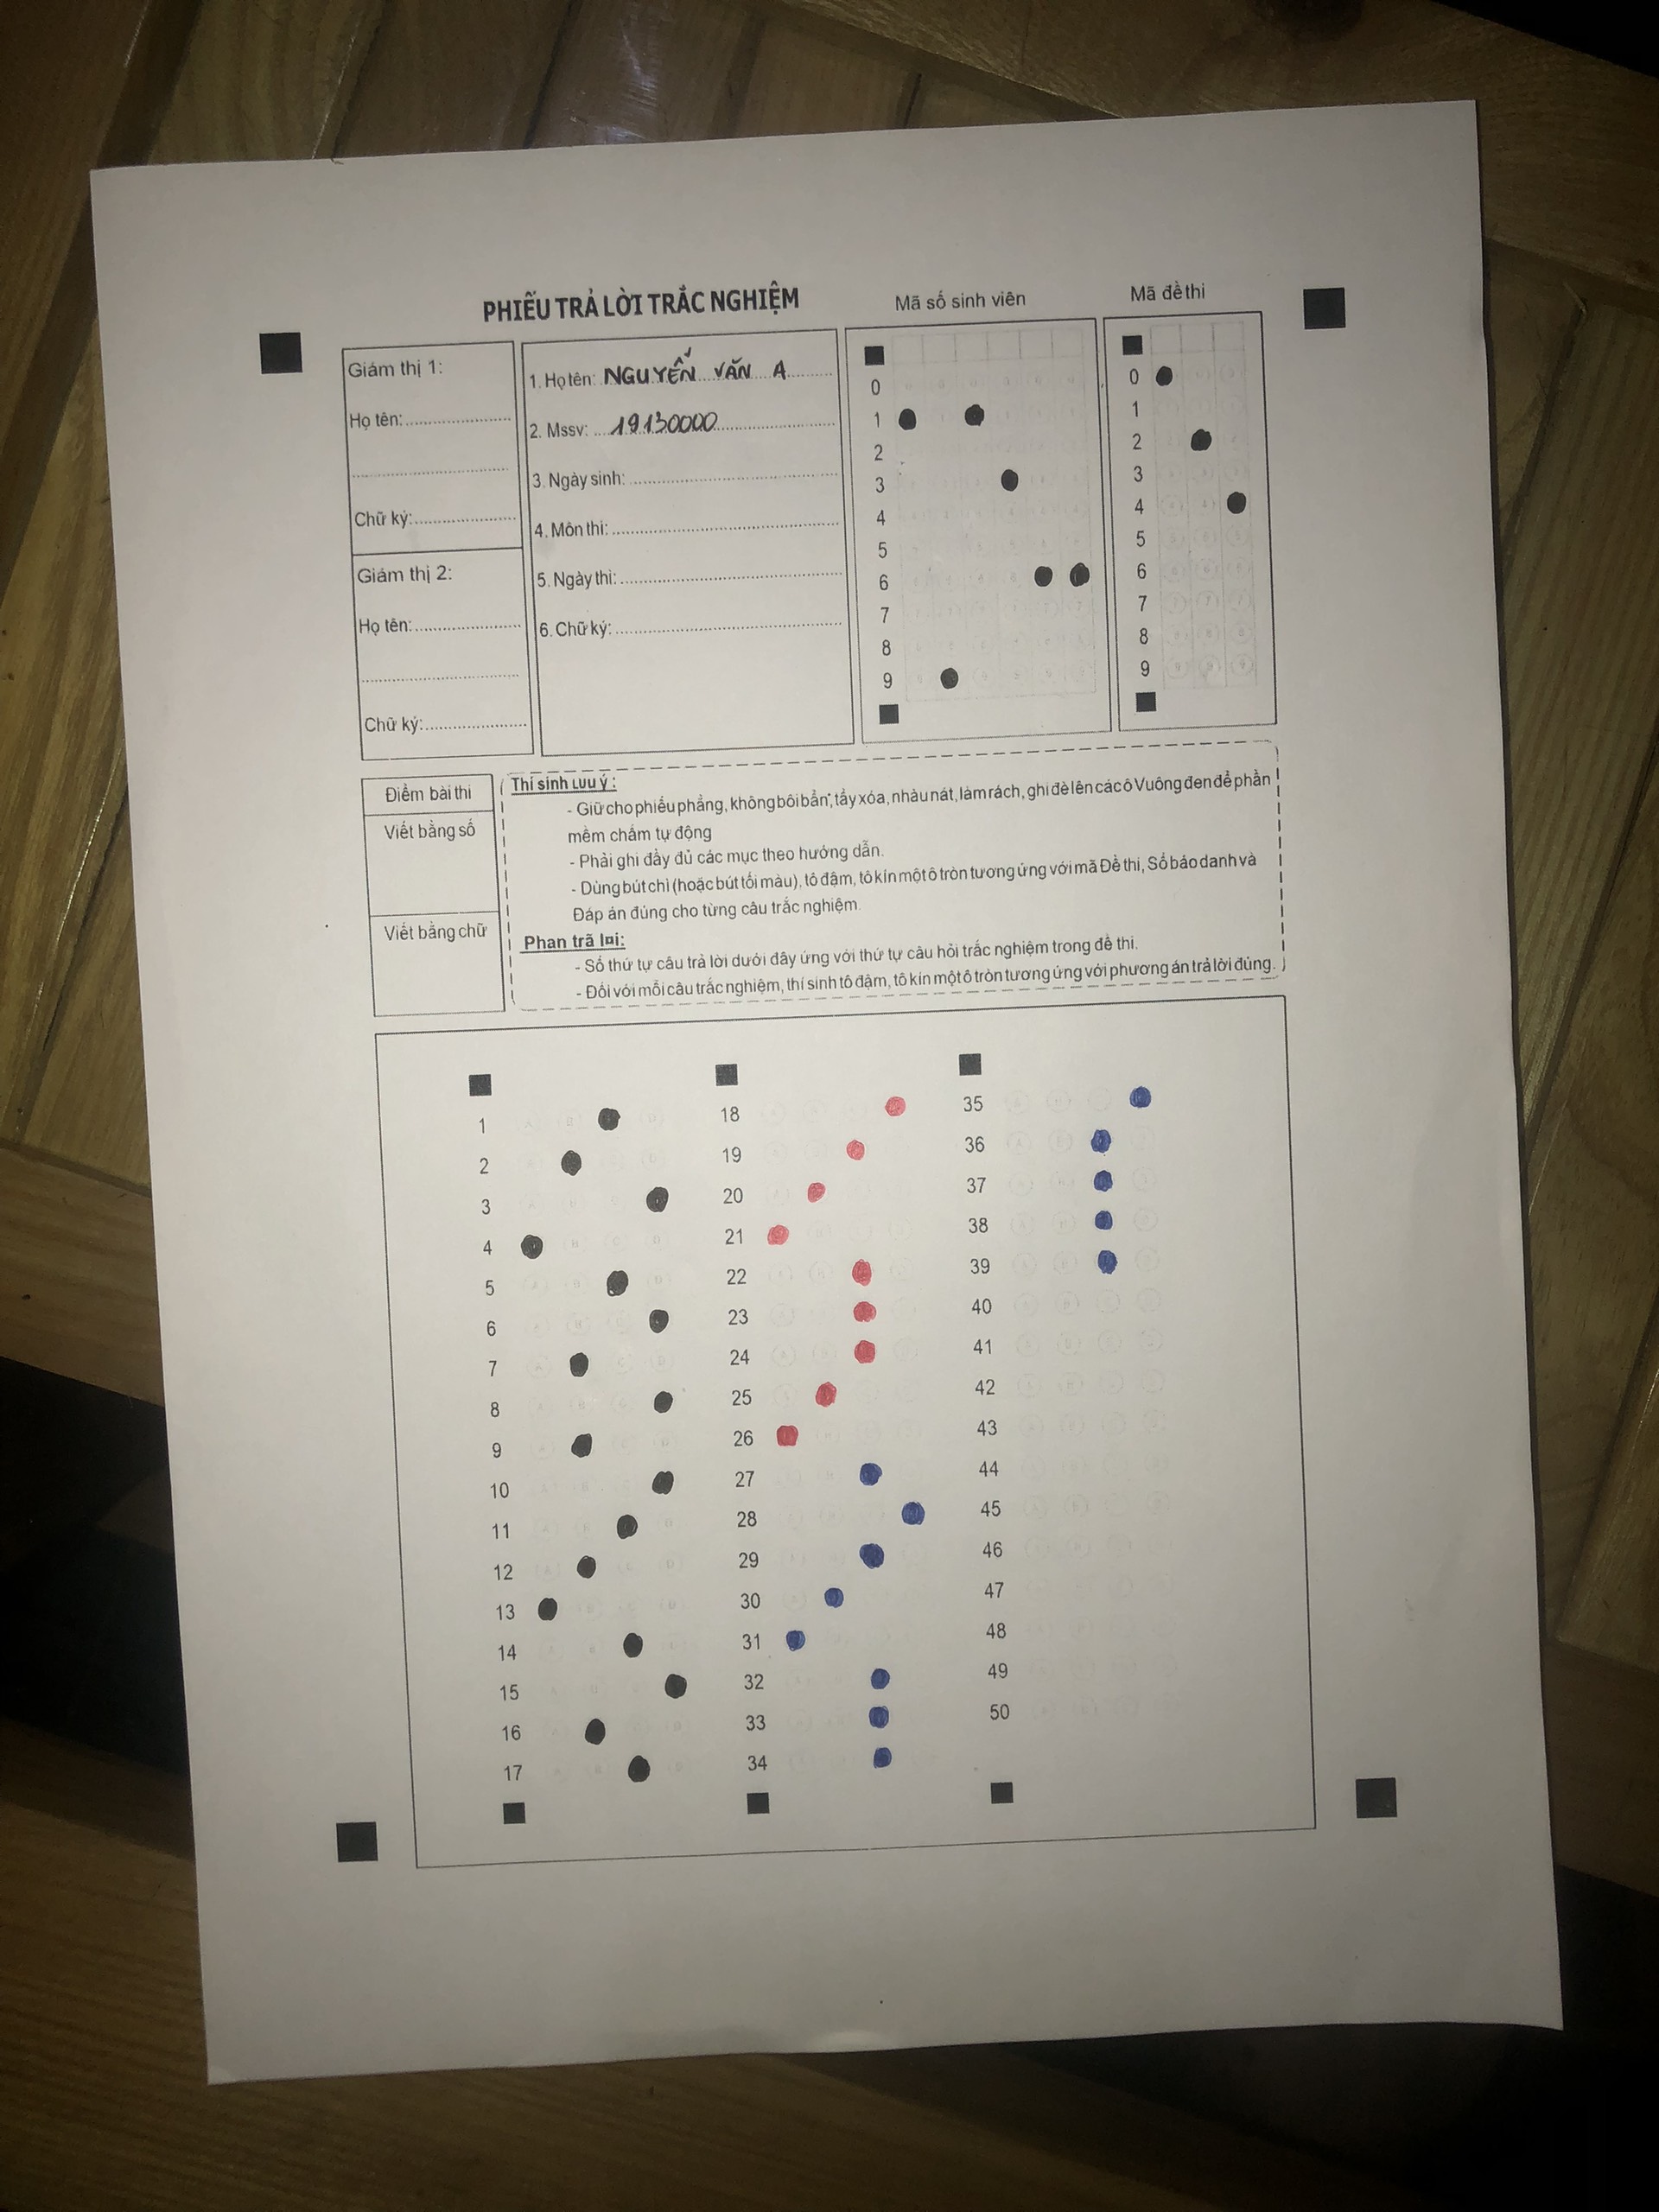 PHIẾU TRẢ LỜI TRẮC NGHIỆM
Mã số sinh viên
Mã đề thi
Giám thị 1:
Họ tên:
Chữ ký:
Giám thị 2:
Họ tên:
Chữ ký:
1. Họ tên: NGUYỄN VĂN A
2. Mssv: 19130000
3. Ngày sinh:
4. Môn thi:
5. Ngày thi:
6. Chữ ký:
0
1
2
3
4
5
6
7
8
9
0
1
2
3
4
5
6
7
8
9
Điểm bài thi
Viết bằng số
Viết bằng chữ
Thí sinh Lưu ý :
- Giữ cho phiếu phẳng, không bôi bẩn, tẩy xóa, nhàu nát, làm rách, ghi đè lên các ô Vuông đen để phần
mềm chấm tự động
- Phải ghi đầy đủ các mục theo hướng dẫn.
- Dùng bút chì (hoặc bút tối màu), tô đậm, tô kín một ô tròn tương ứng với mã Đề thi, Số báo danh và
Đáp án đúng cho từng câu trắc nghiệm.
Phan trã lại:
- Số thứ tự câu trả lời dưới đây ứng với thứ tự câu hỏi trắc nghiệm trong đề thi.
- Đối với mỗi câu trắc nghiệm, thí sinh tô đậm, tô kín một ô tròn tương ứng với phương án trả lời đúng.
1
2
3
4
5
6
7
8
9
10
11
12
13
14
15
16
17
18
19
20
21
22
23
24
25
26
27
28
29
30
31
32
33
34
35
36
37
38
39
40
41
42
43
44
45
46
47
48
49
50